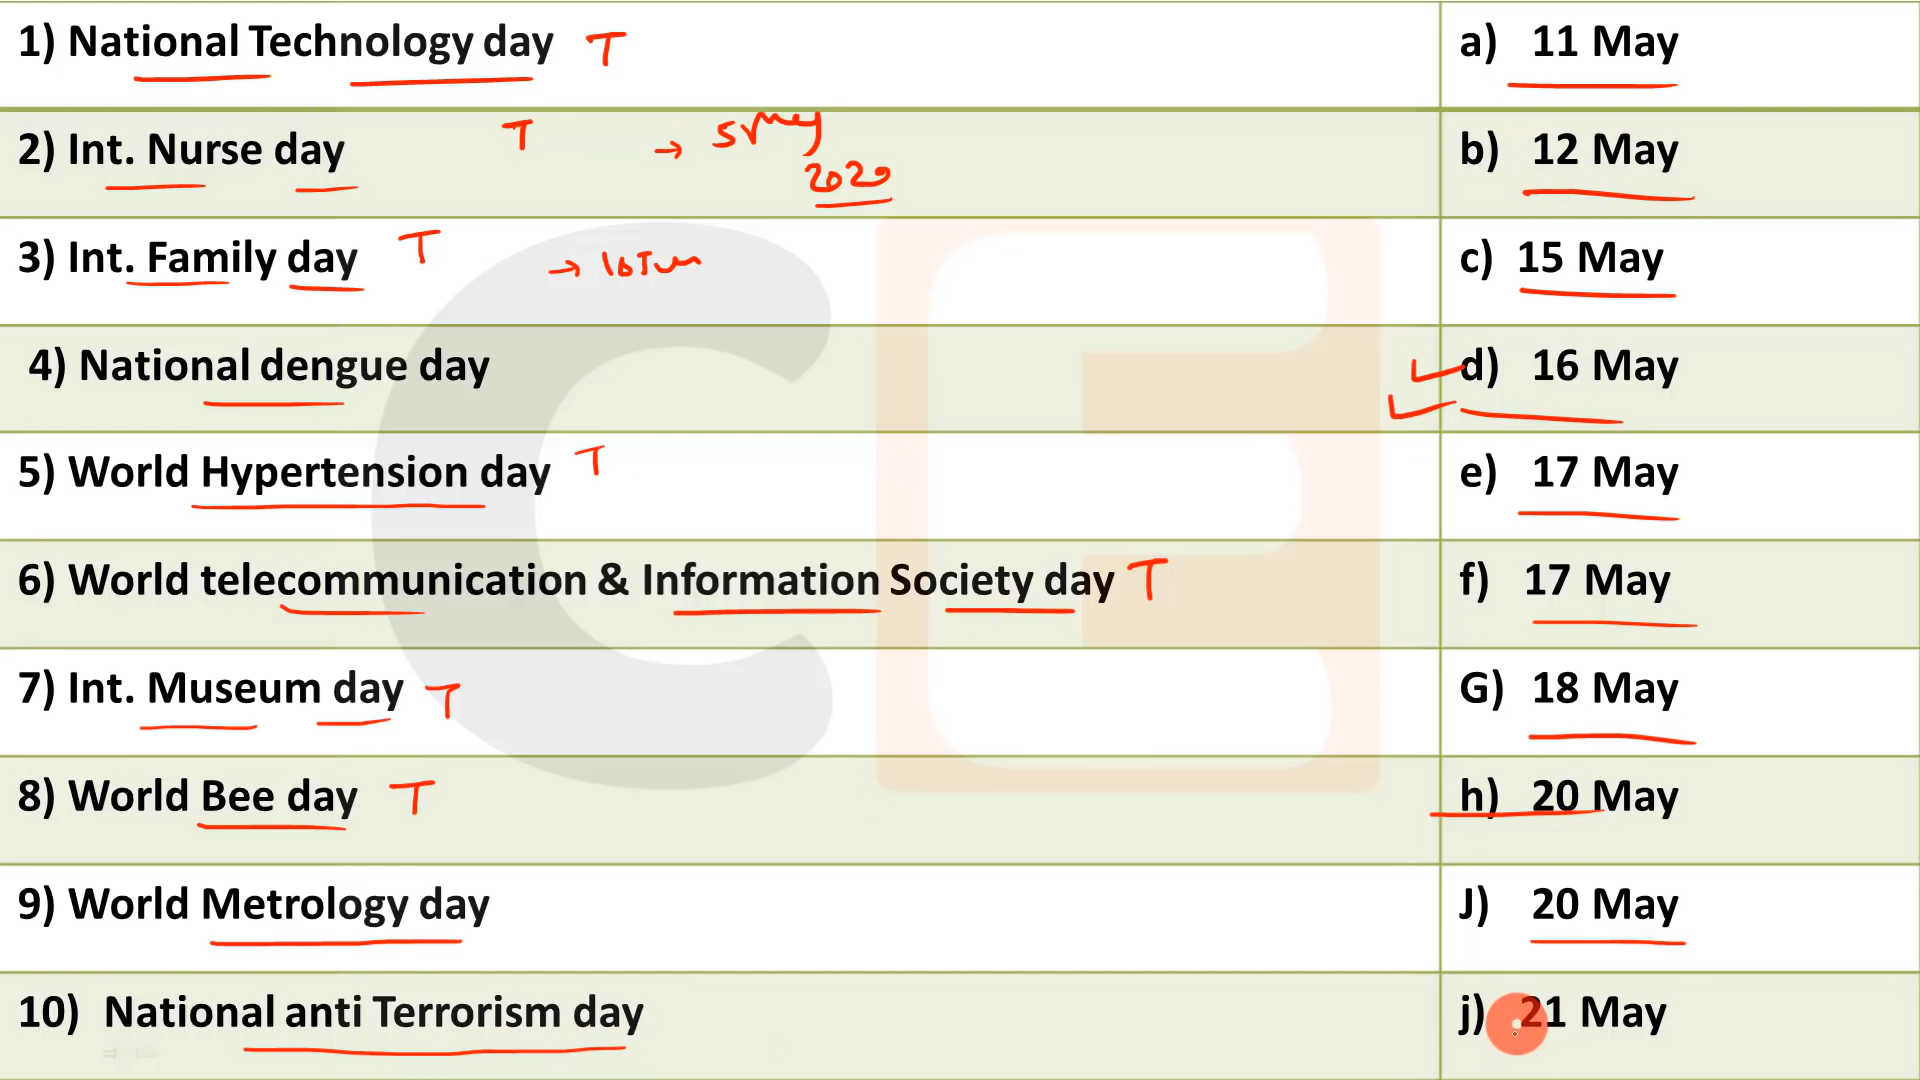 1) National Technology day T a) 11 May
2) Int. Nurse day T → 5 May b) 12 May
2020
3) Int. Family day T → c) 15 May
4) National dengue day d) 16 May
5) World Hypertension day T e) 17 May
6) World telecommunication & Information Society day T f) 17 May
7) Int. Museum day T G) 18 May
8) World Bee day T h) 20 May
9) World Metrology day J) 20 May
10) National anti Terrorism day j) 21 May